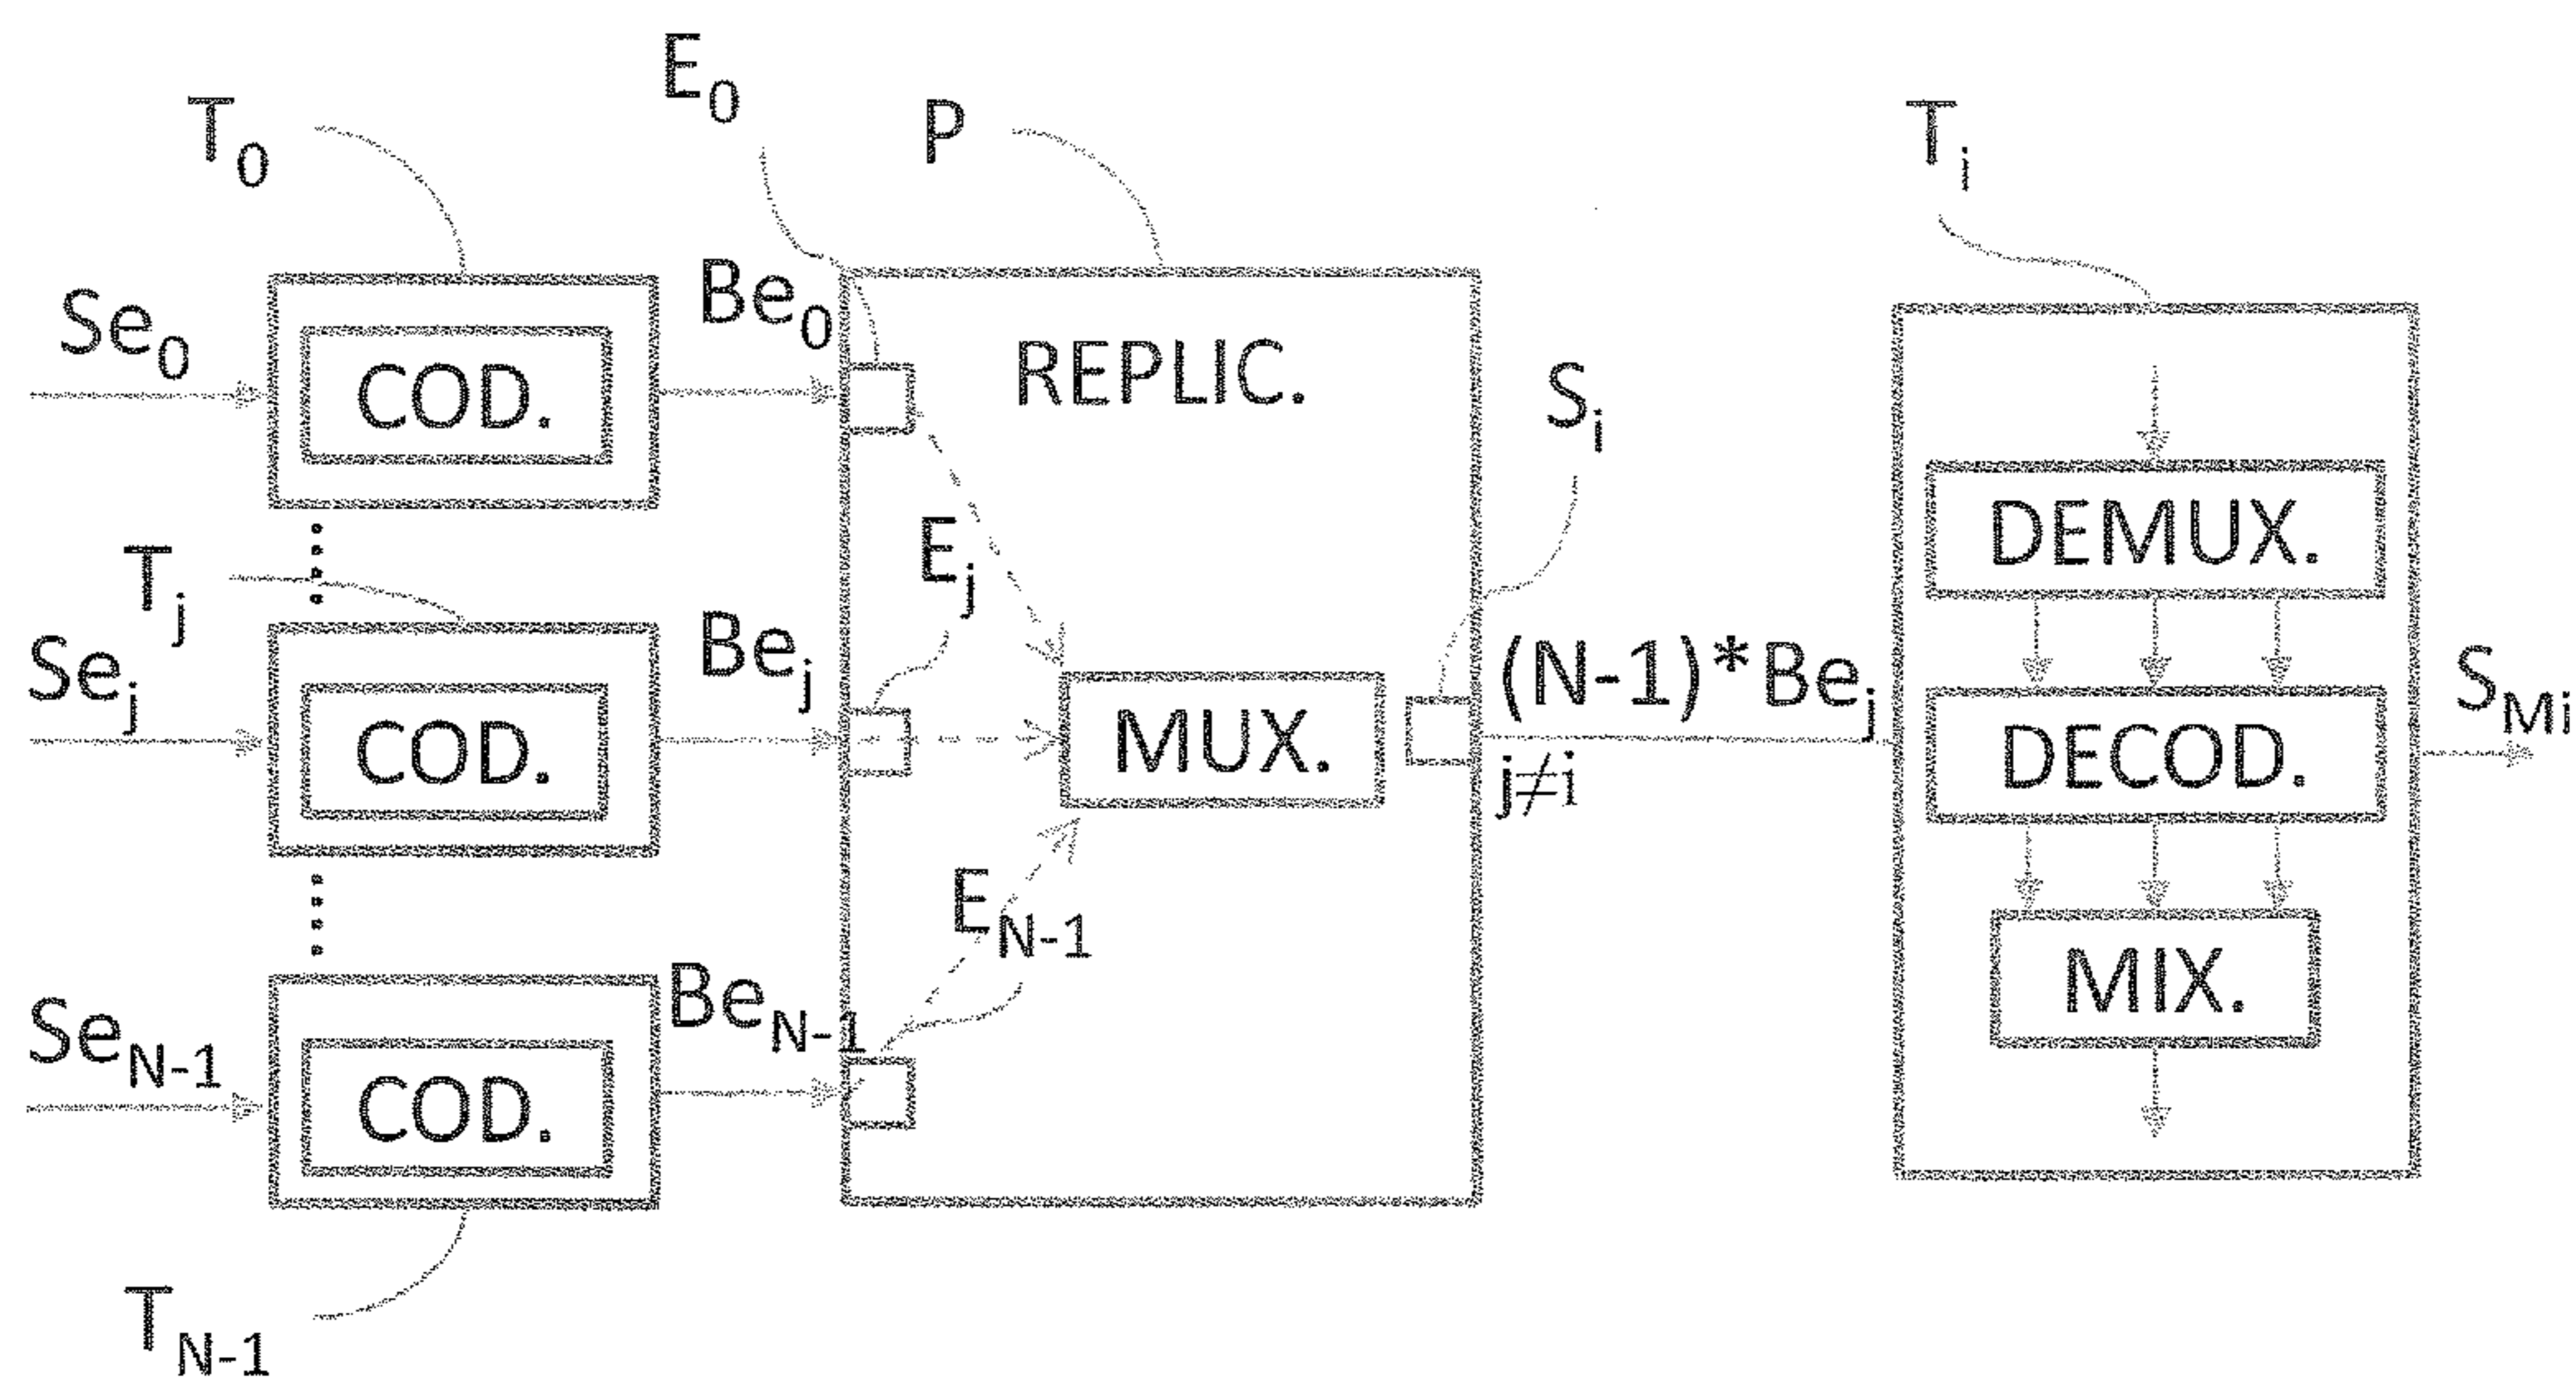 E0
T0
P
Ti
Se0
COD.
Be0
REPLIC.
Si
Ej
DEMUX.
Tj
Sej
COD.
Bej
MUX.
(N-1)*Bej
j≠i
DECOD.
SMi
EN-1
MIX.
SeN-1
COD.
BeN-1
TN-1